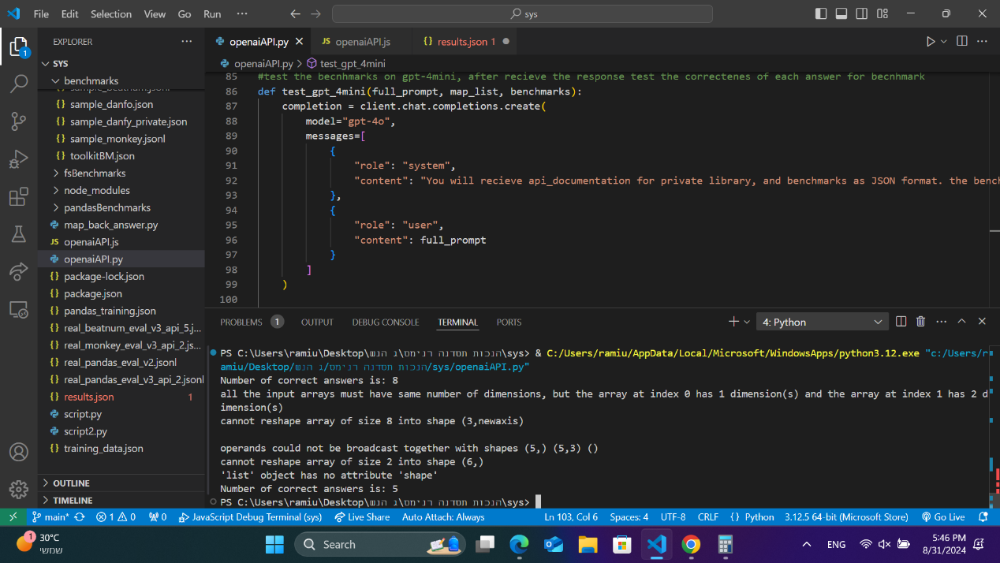 File Edit Selection View Go Run ··· sys
EXPLORER ···
SYS
benchmarks
sample_danfo.json
sample_danfy_private.json
sample_monkey.jsonl
toolkitBM.json
fsBenchmarks
node_modules
pandasBenchmarks
map_back_answer.py
JS openaiAPI.js
openaiAPI.py
package-lock.json
package.json
pandas_training.json
real_beatnum_eval_v3_api_5.j...
real_monkey_eval_v3_api_2.js...
real_pandas_eval_v2.jsonl
real_pandas_eval_v3_api_2.jsonl
results.json 1
script.py
script2.py
training_data.json
OUTLINE
TIMELINE
openaiAPI.py JS openaiAPI.js {} results.json 1
openaiAPI.py > test_gpt_4mini
85 #test the becnhmarks on gpt-4mini, after recieve the response test the correctenes of each answer for becnhmark
86 def test_gpt_4mini(full_prompt, map_list, benchmarks):
87 completion = client.chat.completions.create(
88 model="gpt-4o",
89 messages=[
90 {
91 "role": "system",
92 "content": "You will recieve api_documentation for private library, and benchmarks as JSON format. the benc
93 },
94 {
95 "role": "user",
96 "content": full_prompt
97 }
98 ]
99 )
100
PROBLEMS 1 OUTPUT DEBUG CONSOLE TERMINAL PORTS 4: Python
PS C:\Users\ramiu\Desktop\הנכות תסדנה רנימס\ג הנש\sys> & C:/Users/ramiu/AppData/Local/Microsoft/WindowsApps/python3.12.exe "c:/Users/r
amiu/Desktop/הנכות תסדנה רנימס/ג הנש/sys/openaiAPI.py"
Number of correct answers is: 8
all the input arrays must have same number of dimensions, but the array at index 0 has 1 dimension(s) and the array at index 1 has 2 d
imension(s)
cannot reshape array of size 8 into shape (3,newaxis)
operands could not be broadcast together with shapes (5,) (5,3) ()
cannot reshape array of size 2 into shape (6,)
'list' object has no attribute 'shape'
Number of correct answers is: 5
PS C:\Users\ramiu\Desktop\הנכות תסדנה רנימס\ג הנש\sys>
main* 1 0 0 JavaScript Debug Terminal (sys) Live Share Auto Attach: Always Ln 103, Col 6 Spaces: 4 UTF-8 CRLF {} Python 3.12.5 64-bit (Microsoft Store) Go Live
1 30°C
שמשי
Search
ENG
5:46 PM
8/31/2024